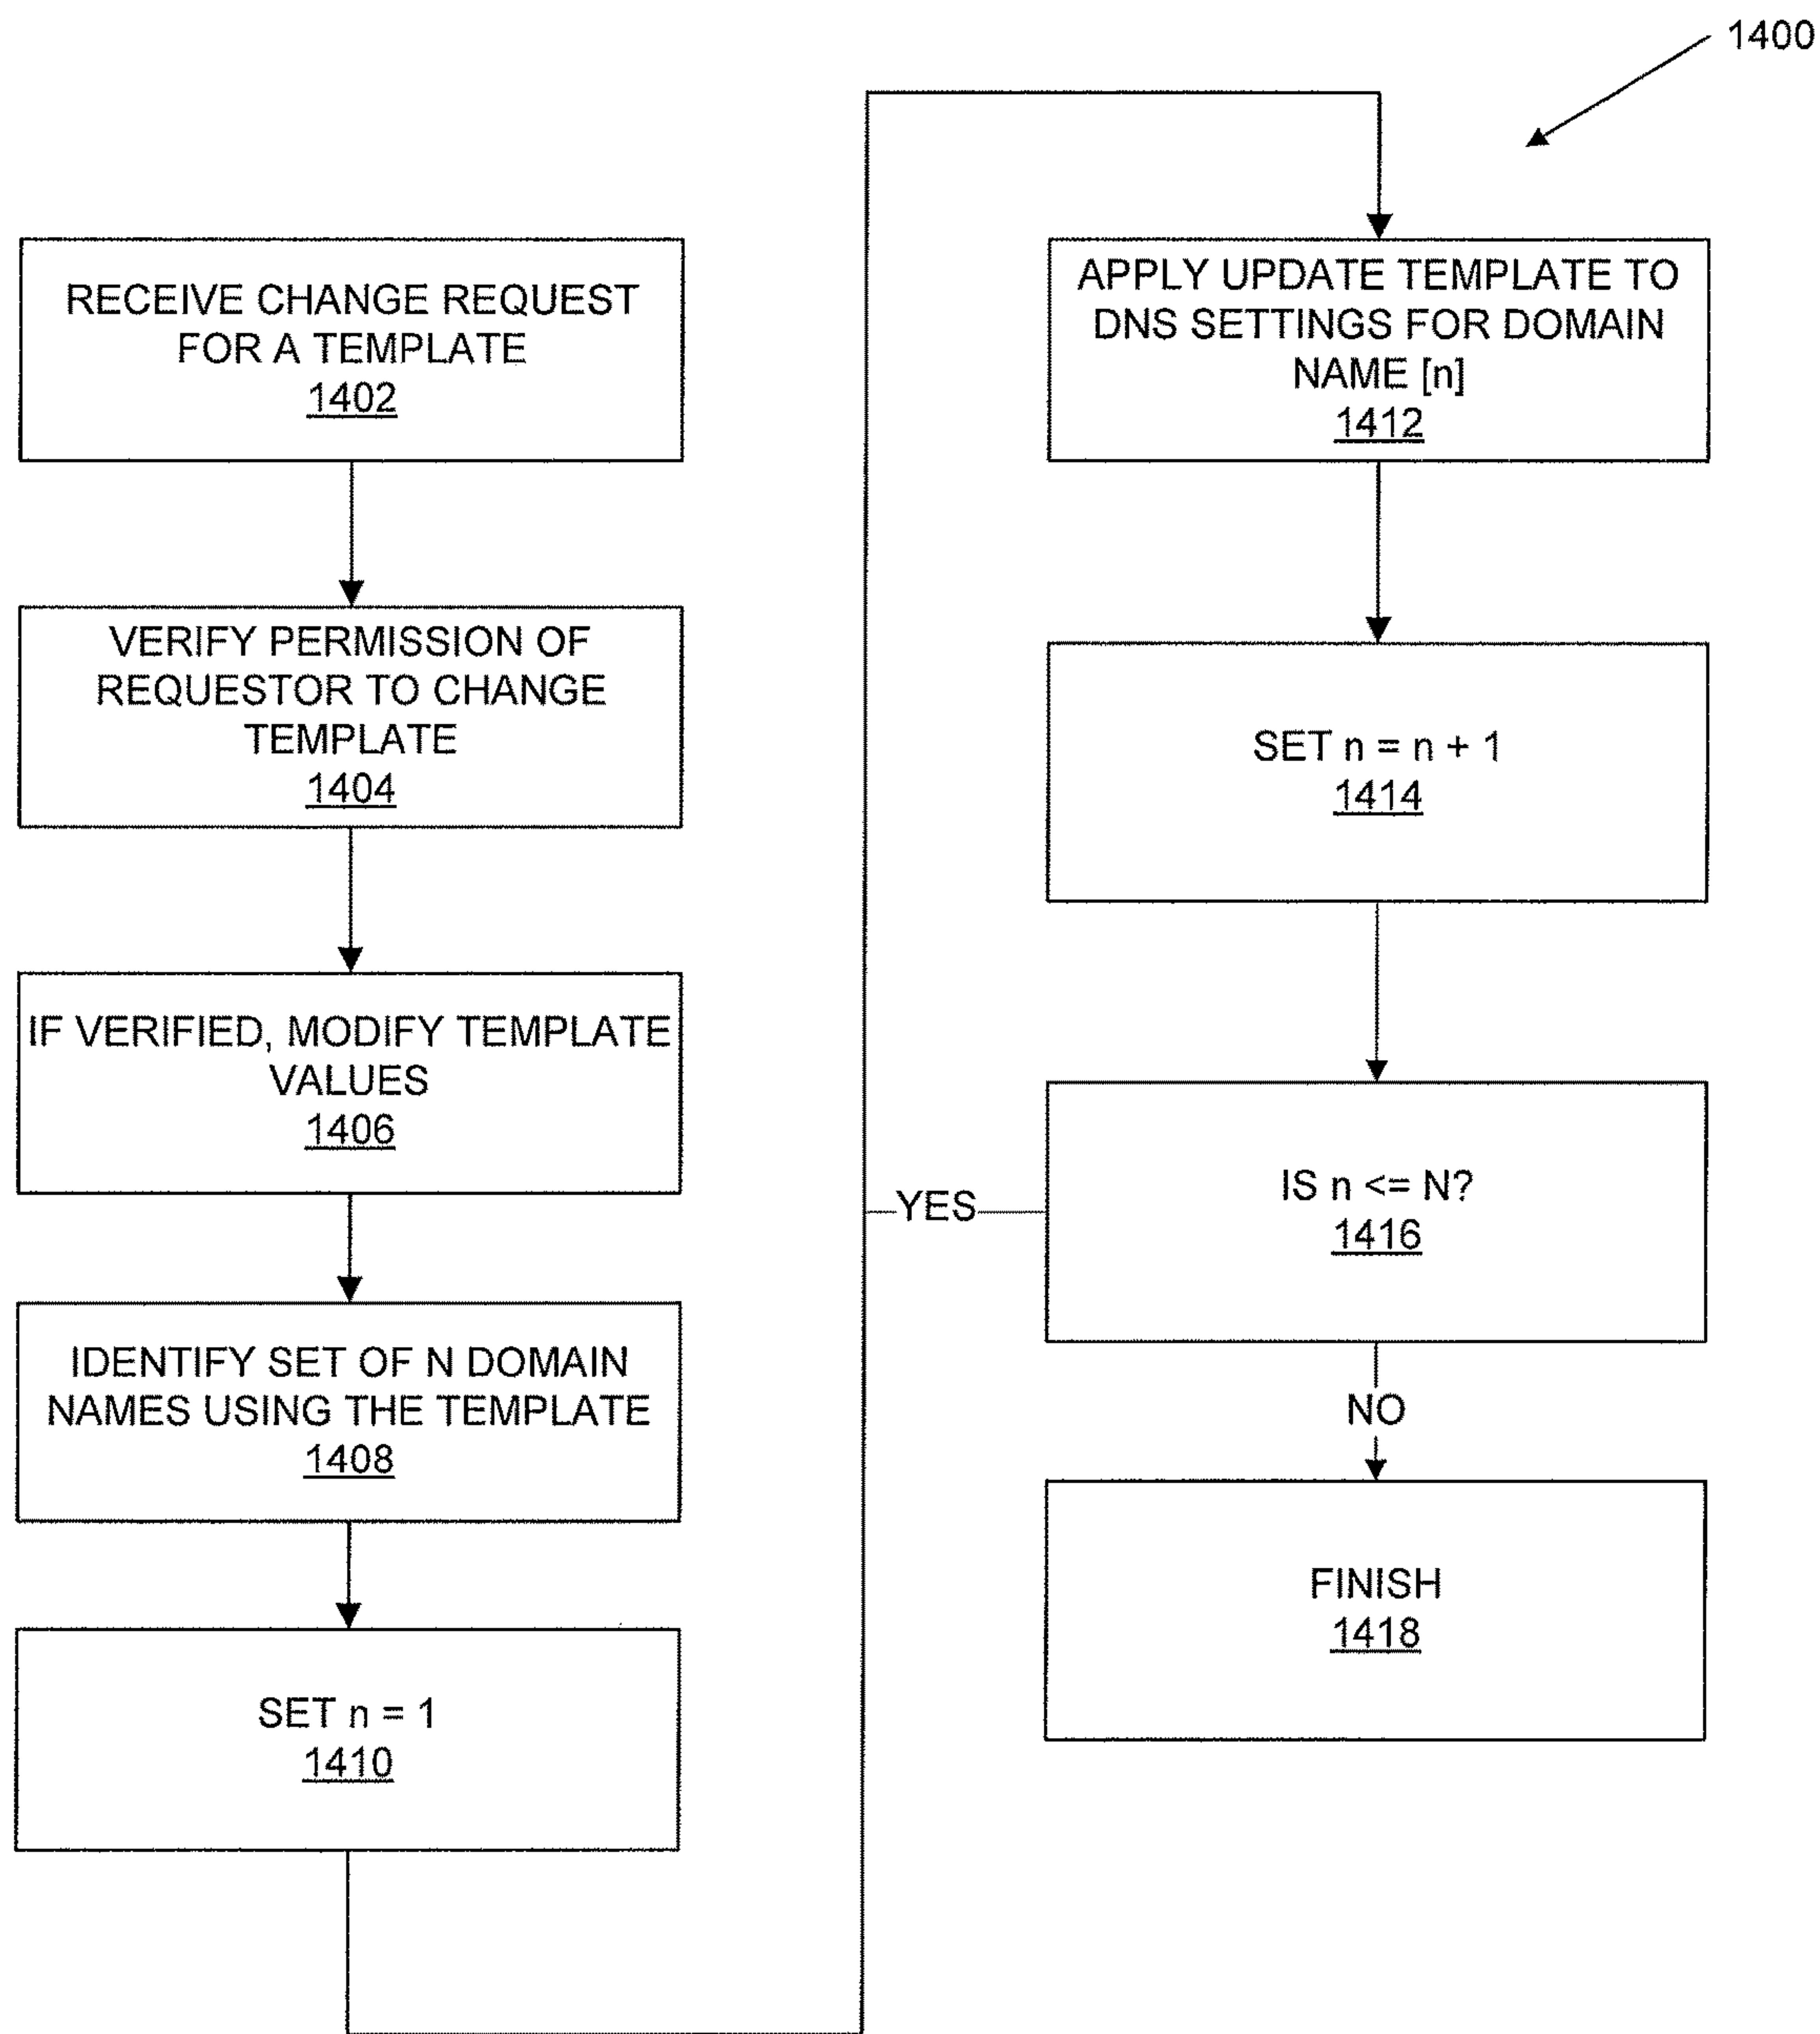 1400
RECEIVE CHANGE REQUEST
FOR A TEMPLATE
1402
VERIFY PERMISSION OF
REQUESTOR TO CHANGE
TEMPLATE
1404
IF VERIFIED, MODIFY TEMPLATE
VALUES
1406
IDENTIFY SET OF N DOMAIN
NAMES USING THE TEMPLATE
1408
SET n = 1
1410
APPLY UPDATE TEMPLATE TO
DNS SETTINGS FOR DOMAIN
NAME [n]
1412
SET n = n + 1
1414
IS n <= N?
1416
YES
NO
FINISH
1418